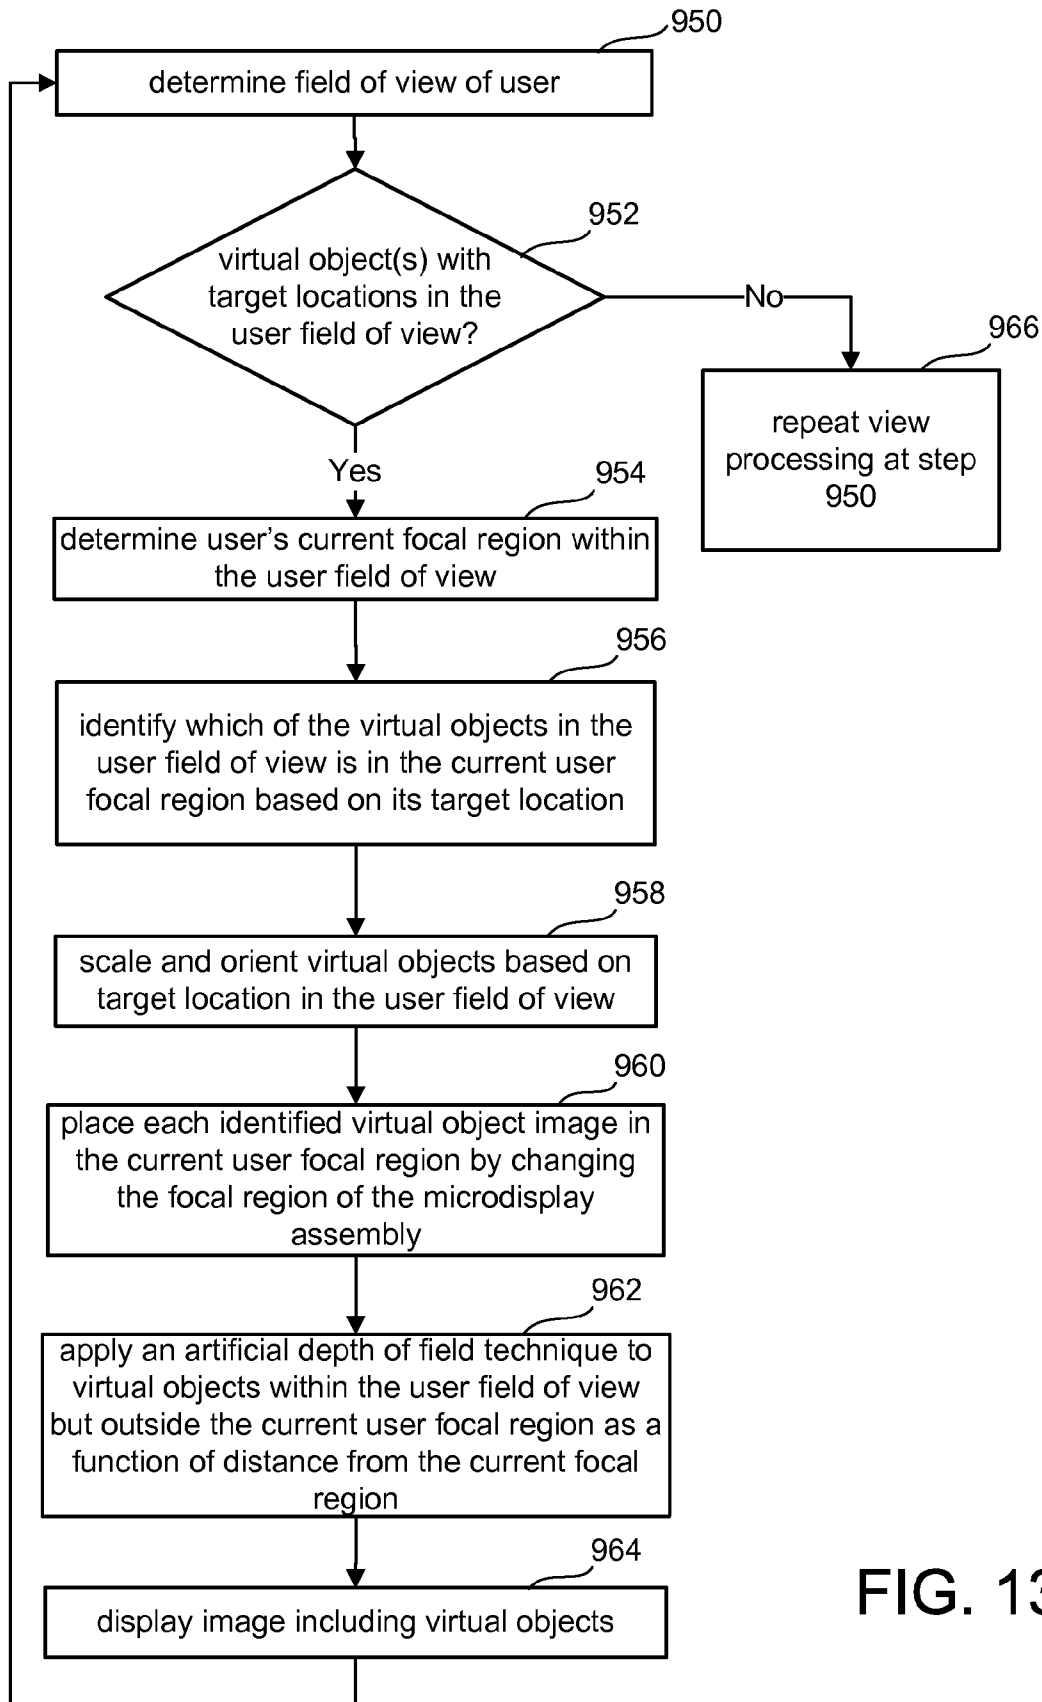 950
determine field of view of user
952
virtual object(s) with
target locations in the
user field of view?
No
966
repeat view
processing at step
950
Yes
954
determine user's current focal region within
the user field of view
956
identify which of the virtual objects in the
user field of view is in the current user
focal region based on its target location
958
scale and orient virtual objects based on
target location in the user field of view
960
place each identified virtual object image in
the current user focal region by changing
the focal region of the microdisplay
assembly
962
apply an artificial depth of field technique to
virtual objects within the user field of view
but outside the current user focal region as a
function of distance from the current focal
region
964
display image including virtual objects
FIG. 13